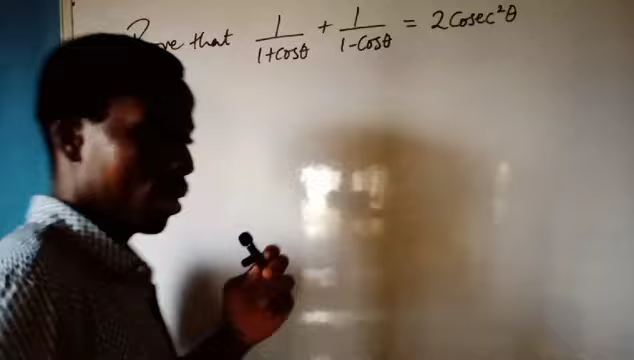 Prove that 1/(1+cosθ) + 1/(1-cosθ) = 2Cosec²θ